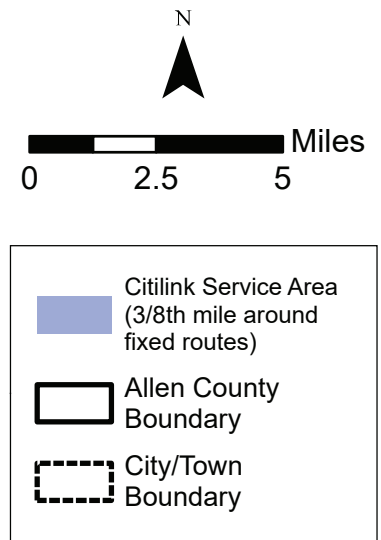 N
Miles
0 2.5 5
Citilink Service Area
(3/8th mile around
fixed routes)
Allen County
Boundary
City/Town
Boundary